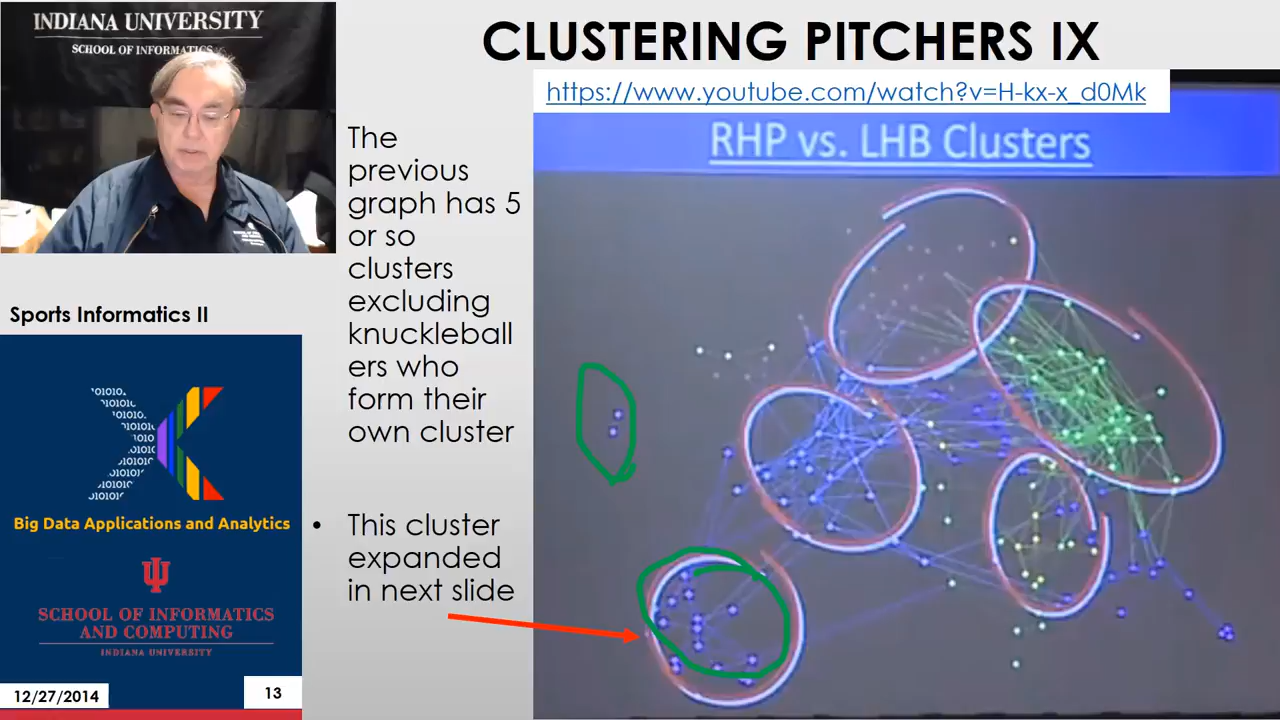 INDIANA UNIVERSITY
SCHOOL OF INFORMATICS
CLUSTERING PITCHERS IX
https://www.youtube.com/watch?v=H-kx-x_d0Mk
RHP vs. LHB Clusters
The
previous
graph has 5
or so
clusters
excluding
knuckleball
ers who
form their
own cluster
• This cluster
expanded
in next slide
Sports Informatics II
Big Data Applications and Analytics
SCHOOL OF INFORMATICS
AND COMPUTING
INDIANA UNIVERSITY
12/27/2014
13